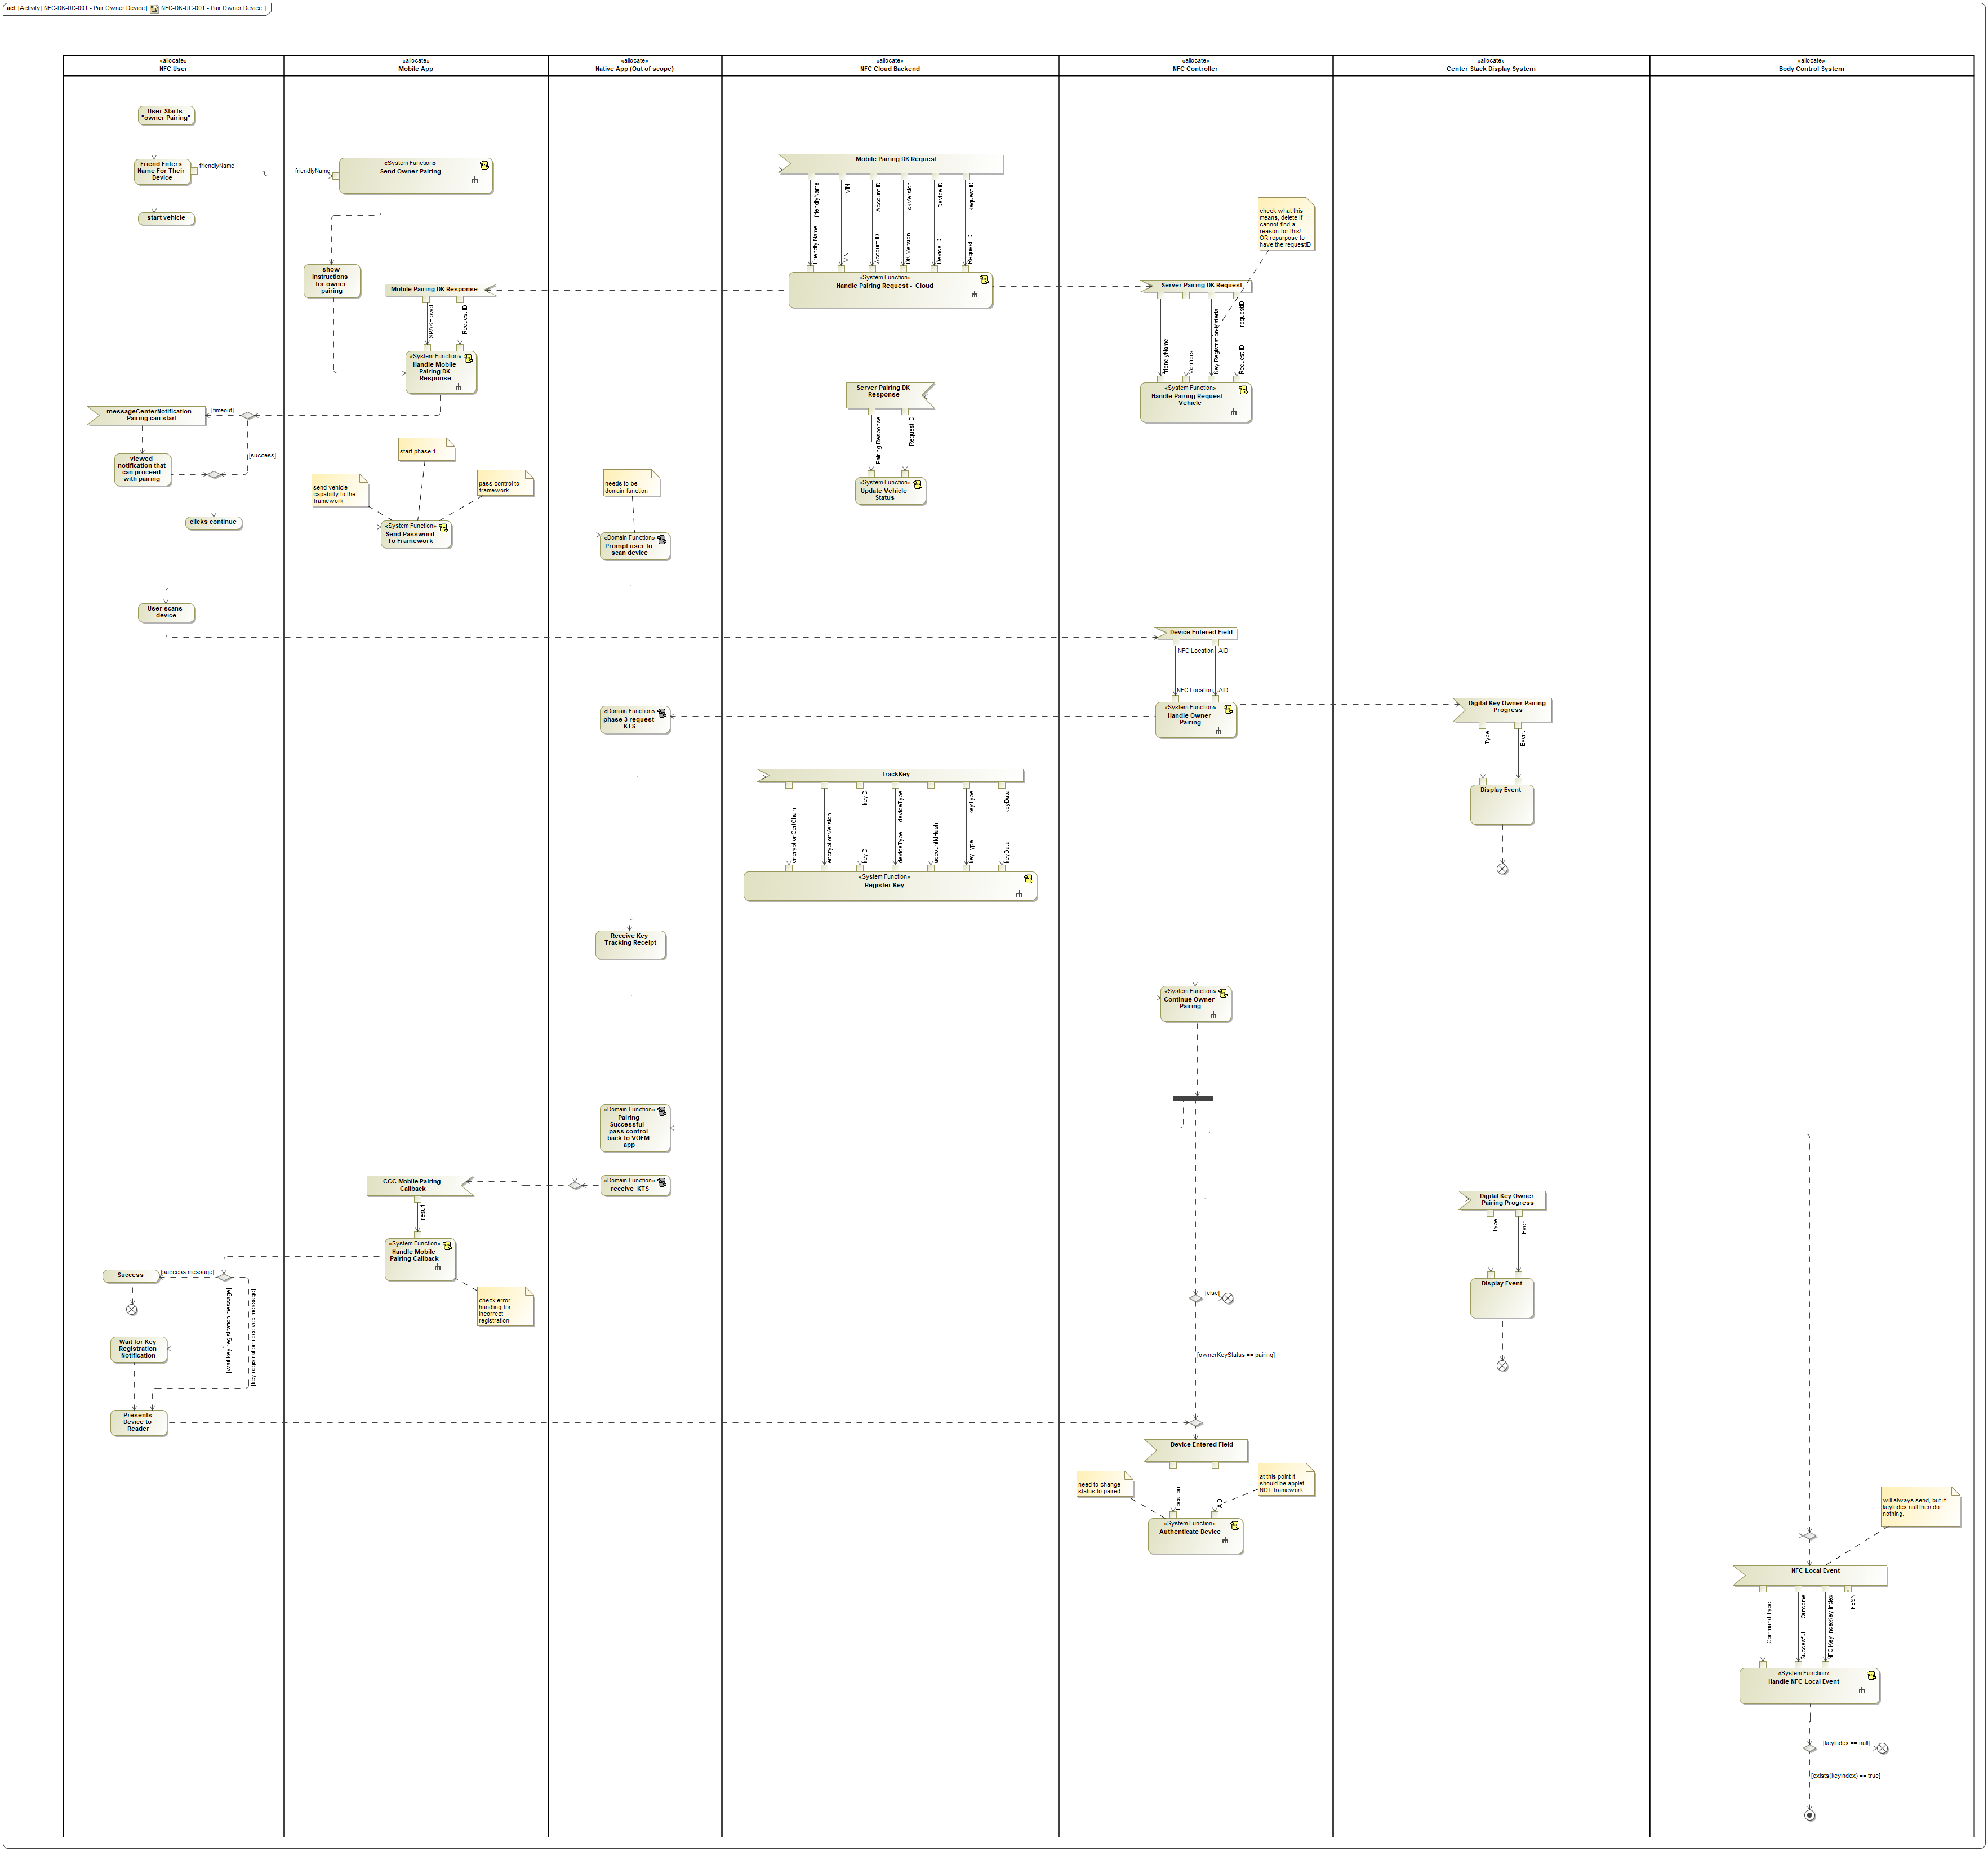 act [Activity] NFC-DK-UC-001 - Pair Owner Device [ NFC-DK-UC-001 - Pair Owner Device ]
«allocate»
NFC User
«allocate»
Mobile App
«allocate»
Native App (Out of scope)
«allocate»
NFC Cloud Backend
«allocate»
NFC Controller
«allocate»
Center Stack Display System
«allocate»
Body Control System
User Starts
"owner Pairing"
Friend Enters
Name For Their
Device
friendlyName
friendlyName
start vehicle
«System Function»
Send Owner Pairing
Mobile Pairing DK Request
friendlyName
VIN
Account ID
dkVersion
Device ID
Request ID
Friendly Name
VIN
Account ID
DK Version
Device ID
Request ID
«System Function»
Handle Pairing Request - Cloud
check what this
means, delete if
cannot find a
reason for this!
OR repurpose to
have the requestID
show
instructions
for owner
pairing
Mobile Pairing DK Response
SPAKE pwd
Request ID
«System Function»
Handle Mobile
Pairing DK
Response
Server Pairing DK Request
friendlyName
Verifiers
Key Registration Material
requestID
Request ID
«System Function»
Handle Pairing Request -
Vehicle
Server Pairing DK
Response
Pairing Response
Request ID
«System Function»
Update Vehicle
Status
messageCenterNotification -
Pairing can start
[timeout]
[success]
viewed
notification that
can proceed
with pairing
clicks continue
start phase 1
send vehicle
capability to the
framework
pass control to
framework
«System Function»
Send Password
To Framework
needs to be
domain function
«Domain Function»
Prompt user to
scan device
User scans
device
Device Entered Field
NFC Location
AID
NFC Location
AID
«System Function»
Handle Owner
Pairing
«Domain Function»
phase 3 request
KTS
Digital Key Owner Pairing
Progress
Type
Event
Display Event
trackKey
encryptionCertChain
encryptionVersion
keyID
keyID
deviceType
deviceType
accountIdHash
keyType
keyType
keyData
keyData
«System Function»
Register Key
Receive Key
Tracking Receipt
«System Function»
Continue Owner
Pairing
«Domain Function»
Pairing
Successful -
pass control
back to VOEM
app
«Domain Function»
receive KTS
CCC Mobile Pairing
Callback
result
«System Function»
Handle Mobile
Pairing Callback
check error
handling for
incorrect
registration
Digital Key Owner
Pairing Progress
Type
Event
Display Event
Success
[success message]
[wait key registration message]
[key registration received message]
Wait for Key
Registration
Notification
Presents
Device to
Reader
[else]
[ownerKeyStatus == pairing]
Device Entered Field
Location
AID
need to change
status to paired
at this point it
should be applet
NOT framework
«System Function»
Authenticate Device
will always send, but if
keyIndex null then do
nothing.
NFC Local Event
Command Type
Outcome
Succesful
Key Index
NFC Key Index
FESN
«System Function»
Handle NFC Local Event
[keyIndex == null]
[exists(keyIndex) == true]